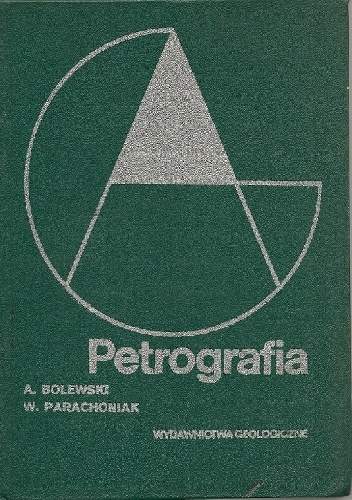 Petrografia
A. BOLEWSKI
W. PARACHONIAK
WYDAWNICTWA GEOLOGICZNE